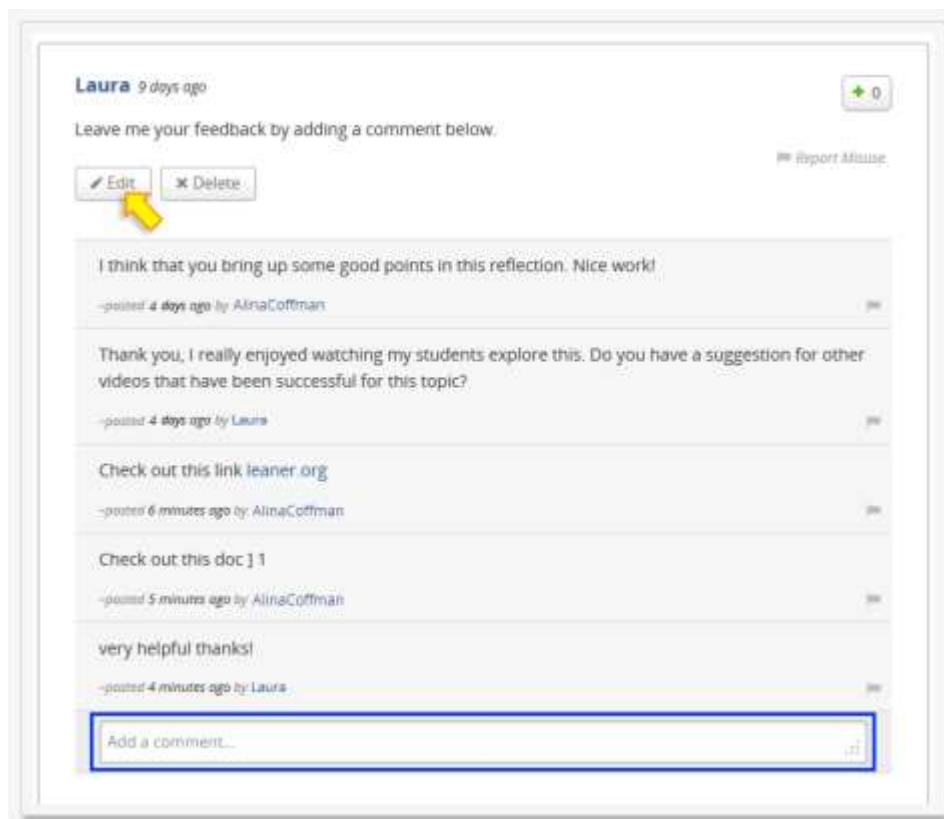 Laura 9 days ago
+ 0
Leave me your feedback by adding a comment below.
Report Misuse
Edit
Delete
I think that you bring up some good points in this reflection. Nice work!
-posted 4 days ago by AlinaCoffman
Thank you, I really enjoyed watching my students explore this. Do you have a suggestion for other
videos that have been successful for this topic?
-posted 4 days ago by Laura
Check out this link leaner.org
-posted 6 minutes ago by AlinaCoffman
Check out this doc ] 1
-posted 5 minutes ago by AlinaCoffman
very helpful thanks!
-posted 4 minutes ago by Laura
Add a comment...